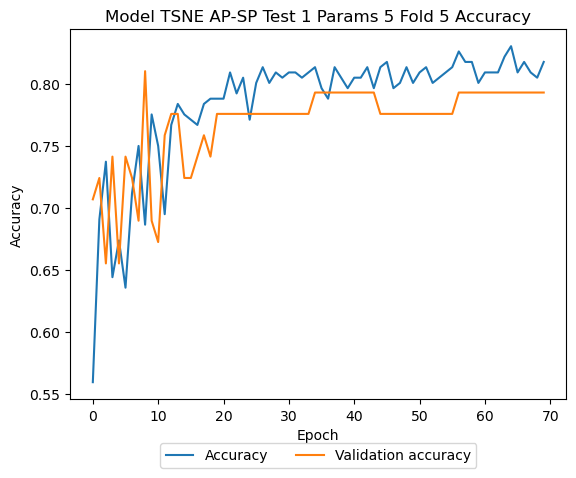 Model TSNE AP-SP Test 1 Params 5 Fold 5 Accuracy
Accuracy
0.80
0.75
0.70
0.65
0.60
0.55
0 10 20 30 40 50 60 70
Epoch
Accuracy Validation accuracy